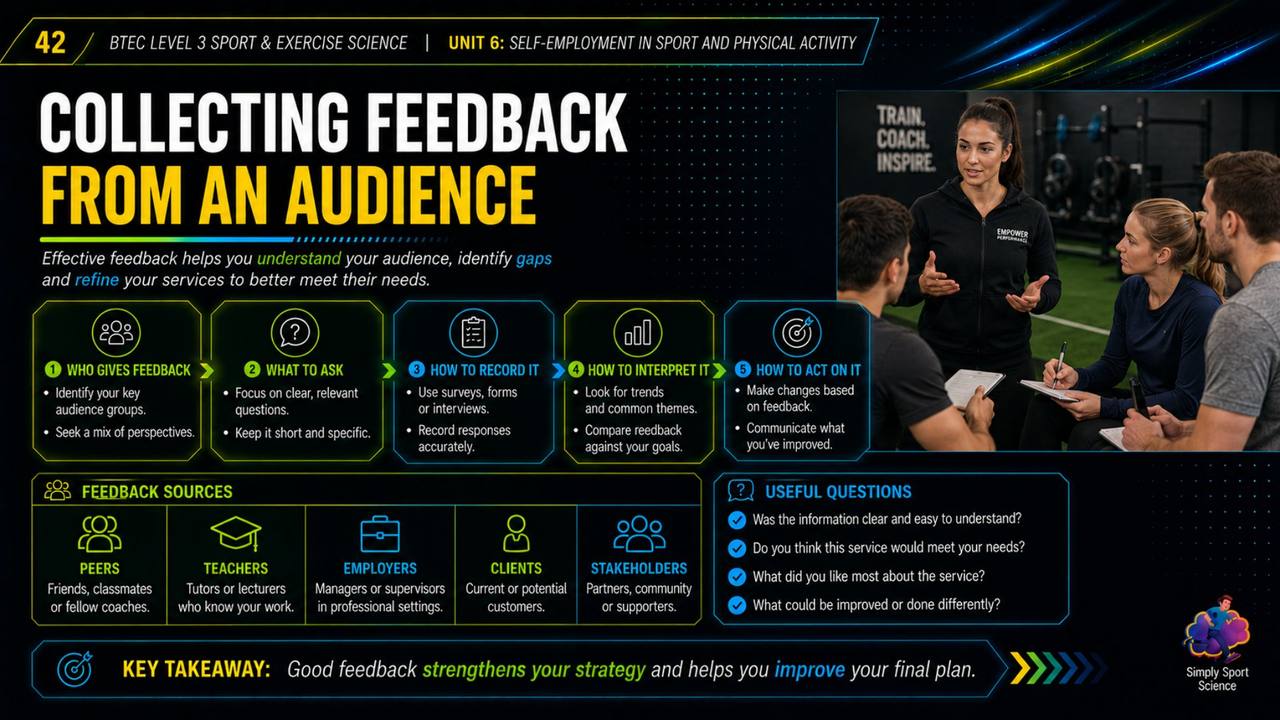 42
BTEC LEVEL 3 SPORT & EXERCISE SCIENCE | UNIT 6: SELF-EMPLOYMENT IN SPORT AND PHYSICAL ACTIVITY
COLLECTING FEEDBACK
FROM AN AUDIENCE
Effective feedback helps you understand your audience, identify gaps
and refine your services to better meet their needs.
TRAIN.
COACH.
INSPIRE.
EMPOWER
PERFORMANCE
1 WHO GIVES FEEDBACK
• Identify your key
audience groups.
• Seek a mix of perspectives.
2 WHAT TO ASK
• Focus on clear, relevant
questions.
• Keep it short and specific.
3 HOW TO RECORD IT
• Use surveys, forms
or interviews.
• Record responses
accurately.
4 HOW TO INTERPRET IT
• Look for trends
and common themes.
• Compare reedback
against your goals.
5 HOW TO ACT ON IT
• Make changes based
on feedback.
• Communicate what
you've improved.
FEEDBACK SOURCES
PEERS
Friends, classmates
or fellow coaches.
TEACHERS
Tutors or lecturers
who know your work.
EMPLOYERS
Managers or supervisors
in professional settings.
CLIENTS
Current or potential
customers.
STAKEHOLDERS
Partners, community
or supporters.
USEFUL QUESTIONS
Was the information clear and easy to understand?
Do you think this service would meet your needs?
What did you like most about the service?
What could be improved or done differently?
KEY TAKEAWAY: Good feedback strengthens your strategy and helps you improve your final plan.
Simply Sport
Science